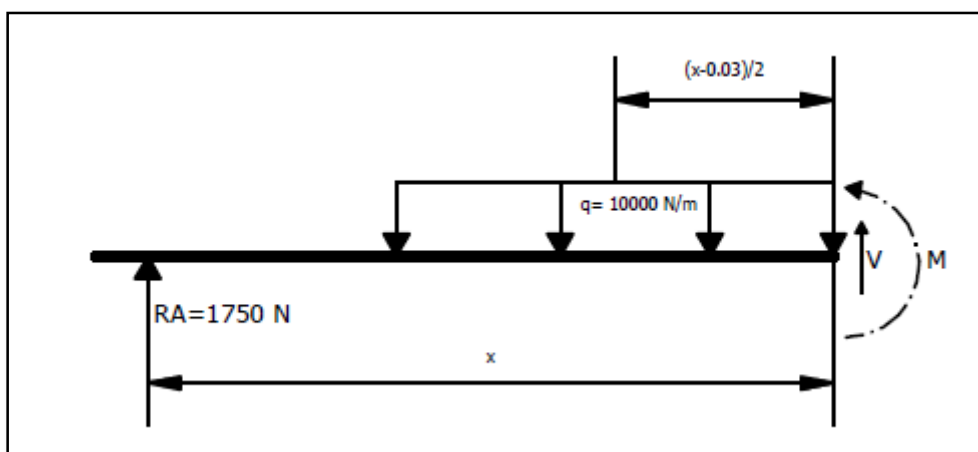 (x-0.03)/2
q= 10000 N/m
V
M
RA=1750 N
x